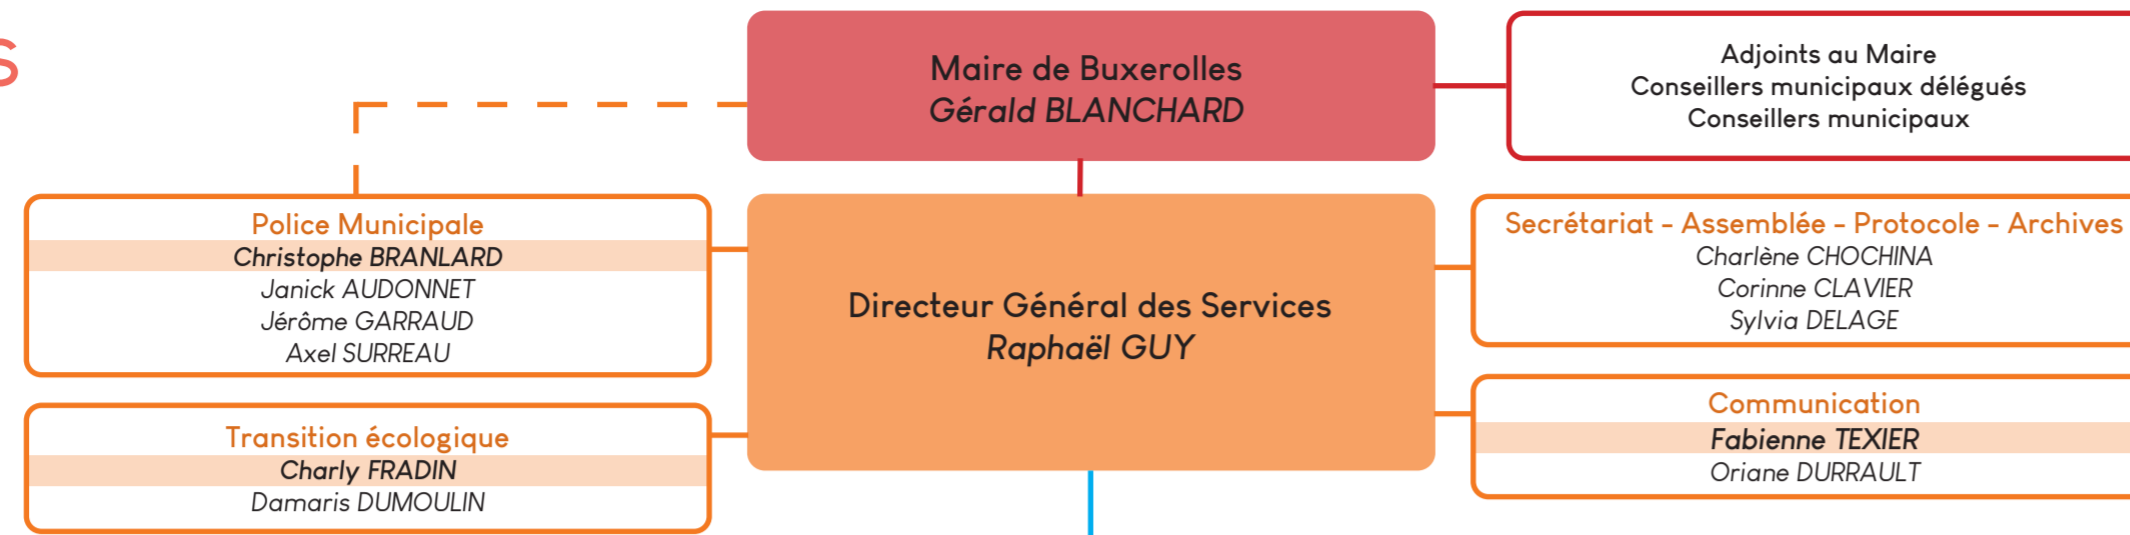 s
Maire de Buxerolles
Gérald BLANCHARD
Adjoints au Maire
Conseillers municipaux délégués
Conseillers municipaux
Police Municipale
Christophe BRANLARD
Janick AUDONNET
Jérôme GARRAUD
Axel SURREAU
Directeur Général des Services
Raphaël GUY
Secrétariat - Assemblée - Protocole - Archives
Charlène CHOCHINA
Corinne CLAVIER
Sylvia DELAGE
Transition écologique
Charly FRADIN
Damaris DUMOULIN
Communication
Fabienne TEXIER
Oriane DURRAULT